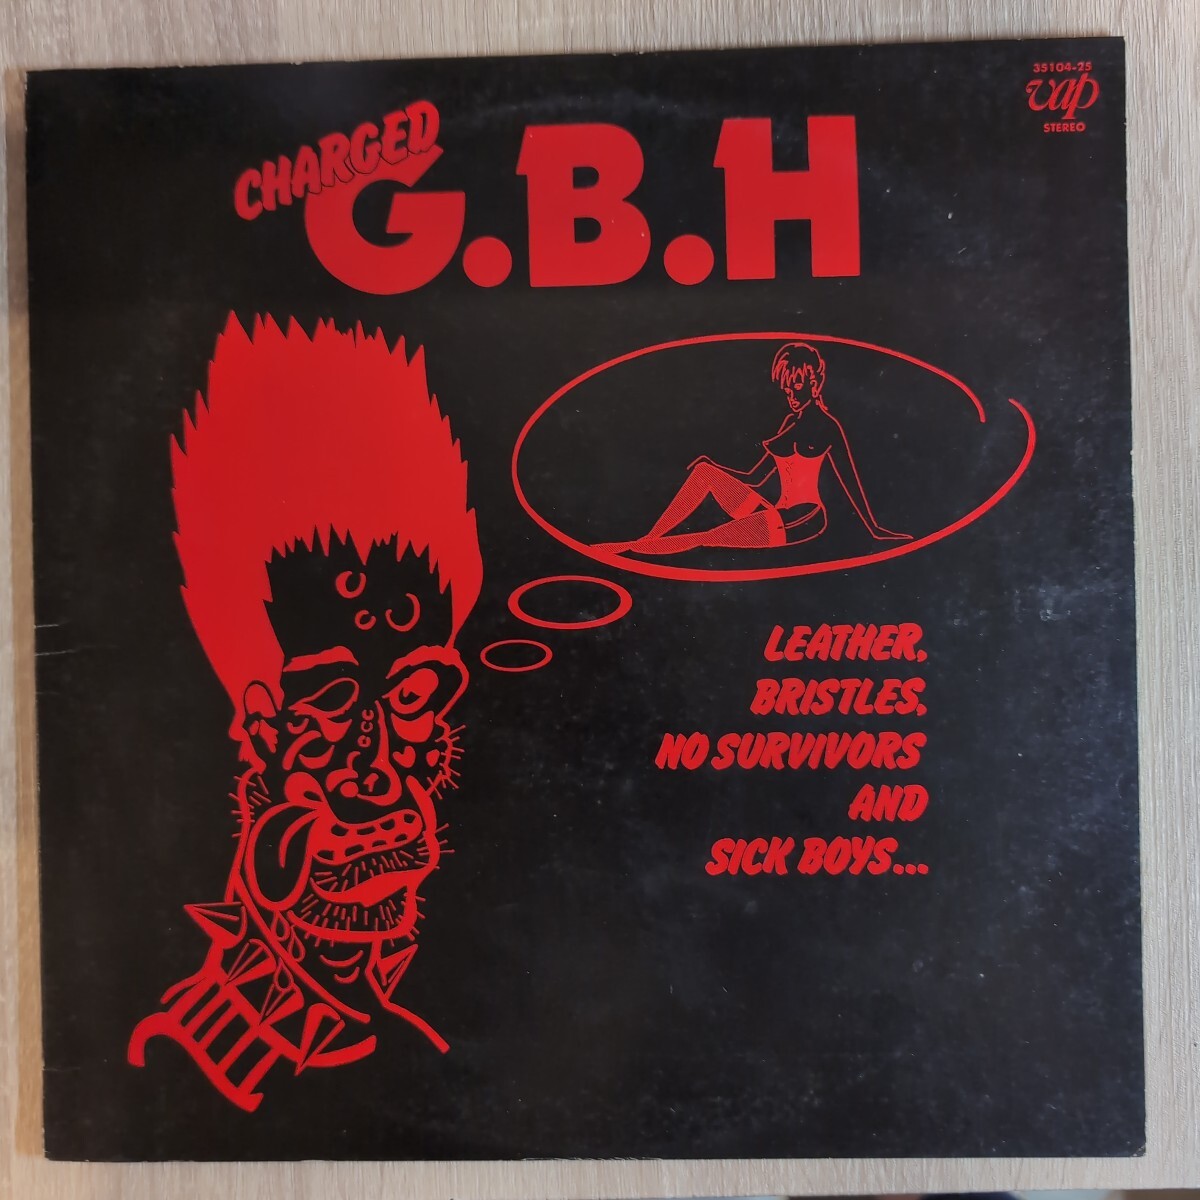 35104-25
vap
STEREO
CHARGED
G.B.H
LEATHER,
BRISTLES,
NO SURVIVORS
AND
SICK BOYS...